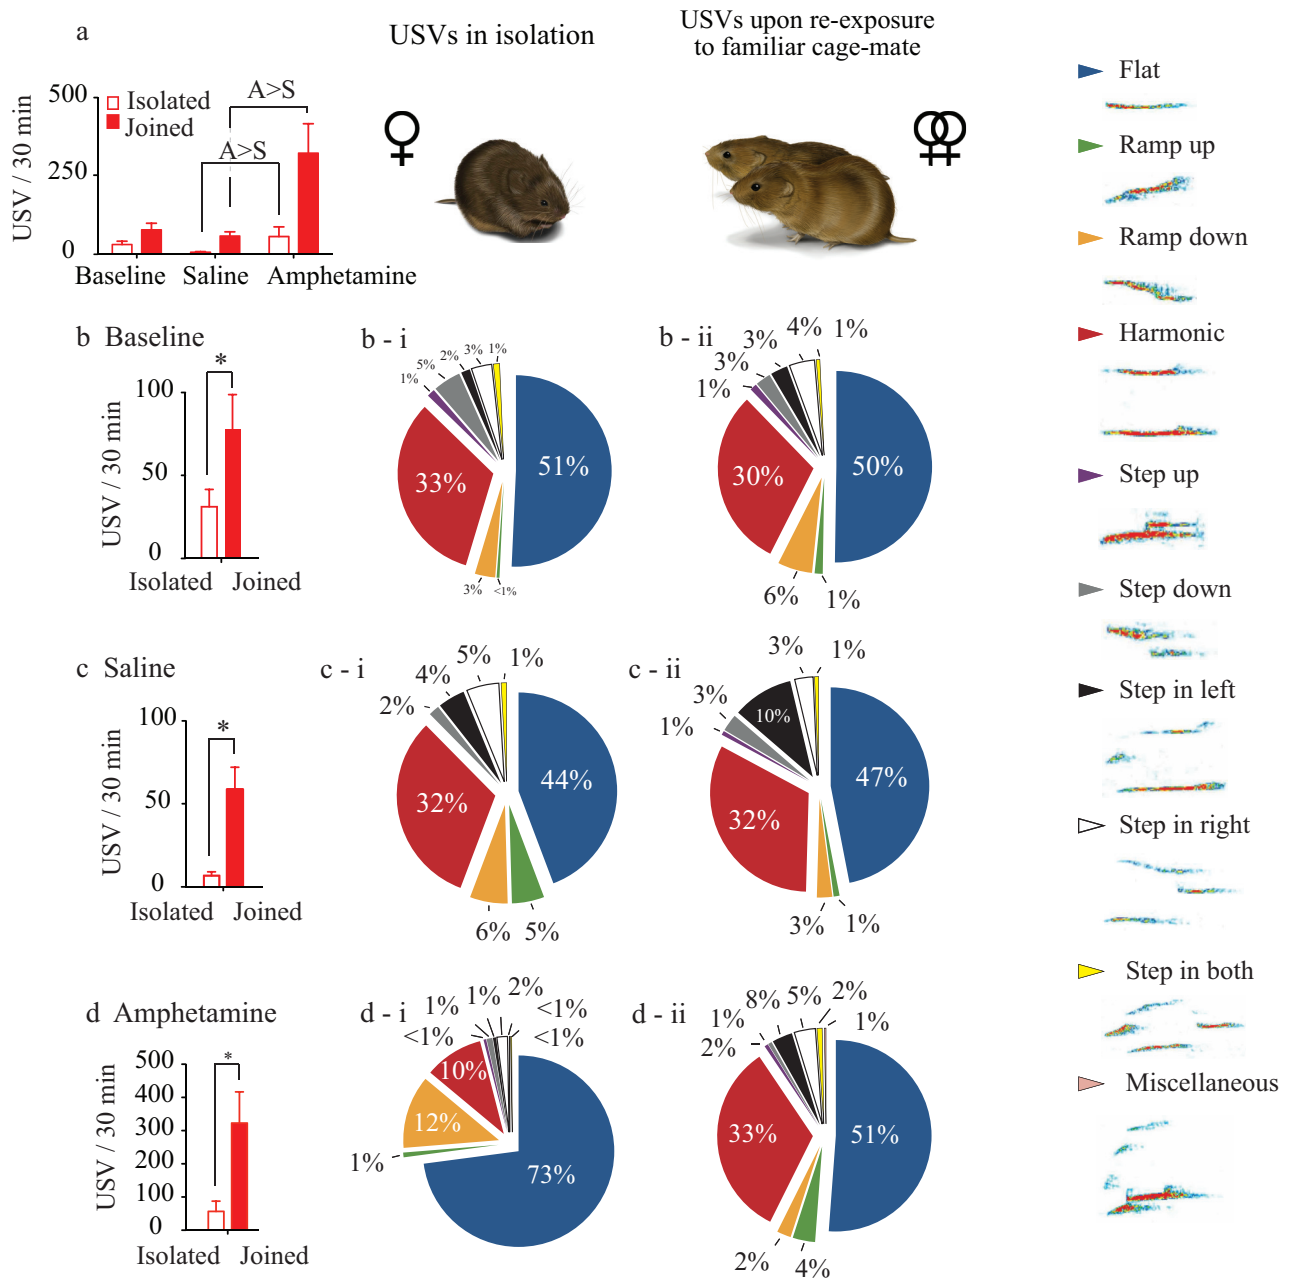 a
USVs in isolation
USVs upon re-exposure
to familiar cage-mate
USV / 30 min
500
250
0
Isolated
Joined
A>S
A>S
Baseline
Saline
Amphetamine
♀
Flat
Ramp up
Ramp down
Harmonic
Step up
Step down
Step in left
Step in right
Step in both
Miscellaneous
b Baseline
USV / 30 min
100
50
0
*
Isolated Joined
b - i
1%
5%
2%
3%
1%
33%
51%
3%
<1%
b - ii
1%
3%
3%
4%
1%
30%
50%
6%
1%
c Saline
USV / 30 min
100
50
0
*
Isolated Joined
c - i
2%
4%
5%
1%
32%
44%
6%
5%
c - ii
1%
3%
10%
3%
1%
32%
47%
3%
1%
d Amphetamine
USV / 30 min
500
400
300
200
100
0
*
Isolated Joined
d - i
<1%
1%
1%
2%
<1%
<1%
10%
12%
1%
73%
d - ii
2%
1%
8%
5%
2%
1%
33%
51%
2%
4%